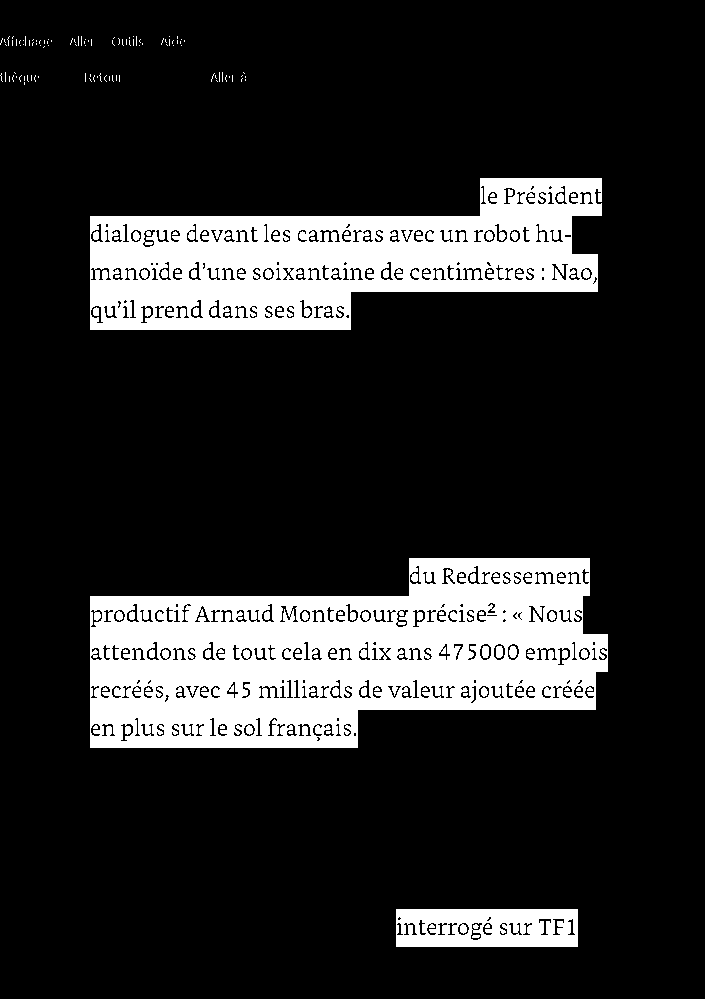 Affichage Aller Outils Aide
thèque Retour Aller à
le Président
dialogue devant les caméras avec un robot hu-
manoïde d’une soixantaine de centimètres : Nao,
qu’il prend dans ses bras.
du Redressement
productif Arnaud Montebourg précise² : « Nous
attendons de tout cela en dix ans 475000 emplois
recréés, avec 45 milliards de valeur ajoutée créée
en plus sur le sol français.
interrogé sur TF1